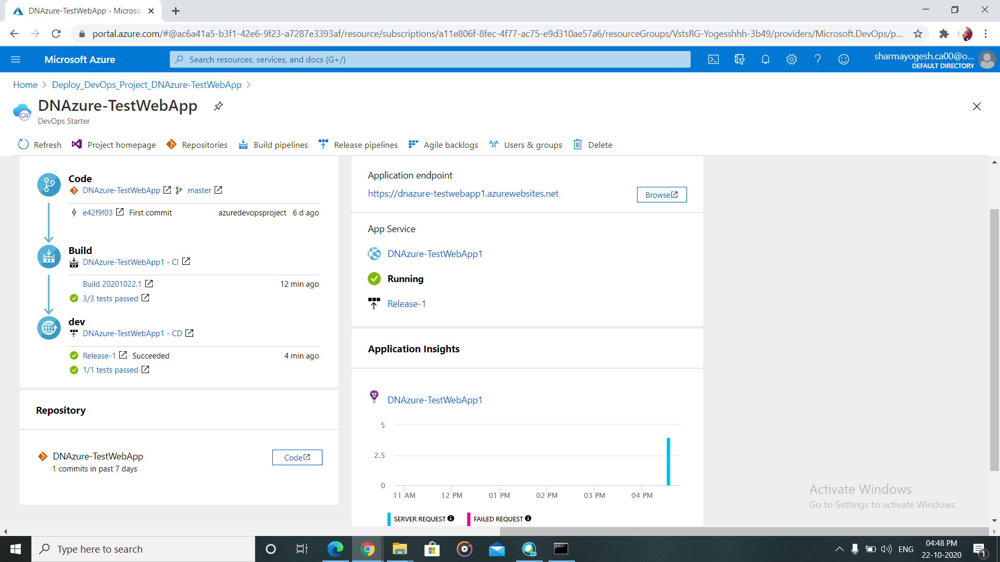 DNAzure-TestWebApp - Microso
portal.azure.com/#@ac6a41a5-b3f1-42e6-9f23-a7287e3393af/resource/subscriptions/a11e806f-8fec-4f77-ac75-e9d310ae57a6/resourceGroups/VstsRG-Yogesshhh-3b49/providers/Microsoft.DevOps/p...
Microsoft Azure
Search resources, services, and docs (G+/)
sharmayogesh.ca00@o...
DEFAULT DIRECTORY
Home > Deploy_DevOps_Project_DNAzure-TestWebApp >
DNAzure-TestWebApp
DevOps Starter
Refresh Project homepage Repositories Build pipelines Release pipelines Agile backlogs Users & groups Delete
Code
DNAzure-TestWebApp master
e42f9f03 First commit azuredevopsproject 6 d ago
Build
DNAzure-TestWebApp1 - CI
Build 20201022.1 12 min ago
3/3 tests passed
dev
DNAzure-TestWebApp1 - CD
Release-1 Succeeded 4 min ago
1/1 tests passed
Repository
DNAzure-TestWebApp
1 commits in past 7 days
Code
Application endpoint
https://dnazure-testwebapp1.azurewebsites.net
Browse
App Service
DNAzure-TestWebApp1
Running
Release-1
Application Insights
DNAzure-TestWebApp1
5
2.5
0
11 AM 12 PM 01 PM 02 PM 03 PM 04 PM
SERVER REQUEST FAILED REQUEST
Activate Windows
Go to Settings to activate Windows.
Type here to search
ENG
04:48 PM
22-10-2020
1